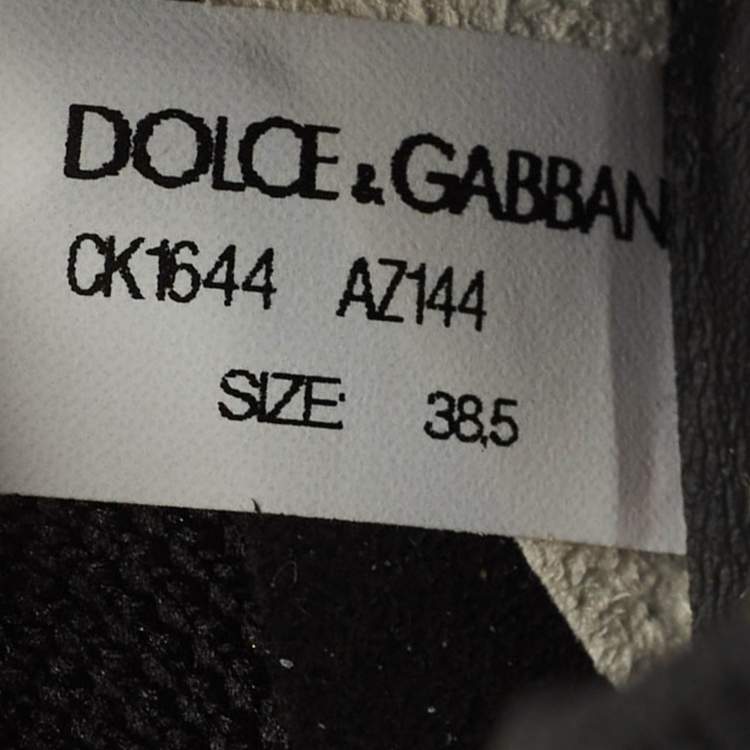 DOLCE & GABBAN
CK1644 AZ144
SIZE: 38,5